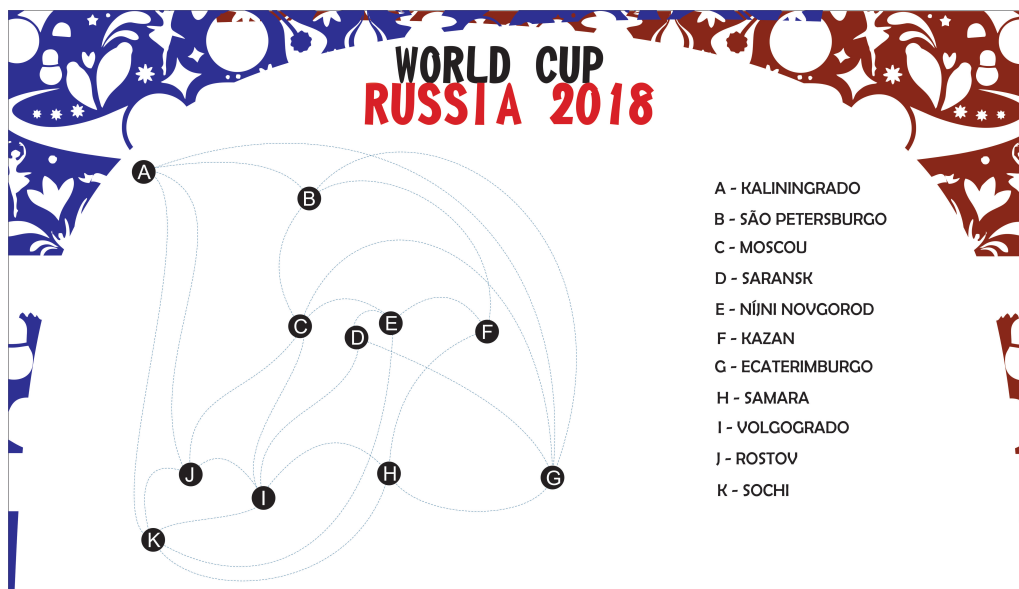 WORLD CUP
RUSSIA 2018
A
B
C
D
E
F
G
H
I
J
K
A - KALININGRADO
B - SÃO PETERSBURGO
C - MOSCOU
D - SARANSK
E - NÍJNI NOVGOROD
F - KAZAN
G - ECATERIMBURGO
H - SAMARA
I - VOLGOGRADO
J - ROSTOV
K - SOCHI